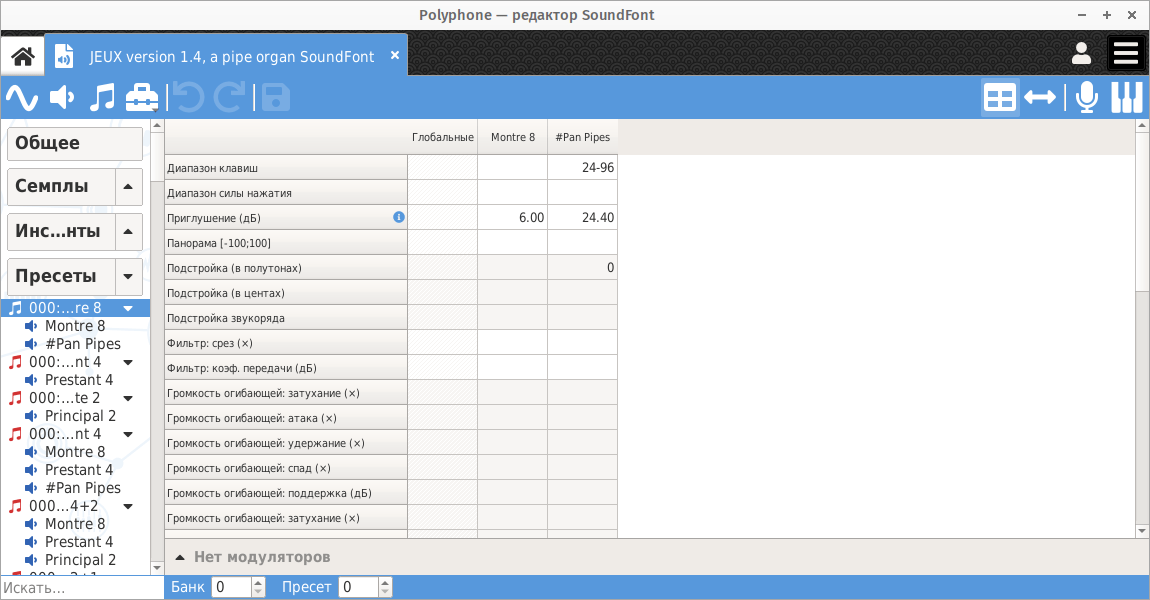 Polyphone — редактор SoundFont
JEUX version 1.4, a pipe organ SoundFont
Общее
Семплы
Инс...нты
Пресеты
000:...re 8
Montre 8
#Pan Pipes
000:...nt 4
Prestant 4
000:...te 2
Principal 2
000:...nt 4
Montre 8
Prestant 4
#Pan Pipes
000...4+2
Montre 8
Prestant 4
Principal 2
Искать...
Глобальные Montre 8 #Pan Pipes
Диапазон клавиш 24-96
Диапазон силы нажатия
Приглушение (дБ) 6.00 24.40
Панорама [-100;100]
Подстройка (в полутонах) 0
Подстройка (в центах)
Подстройка звукоряда
Фильтр: срез (×)
Фильтр: коэф. передачи (дБ)
Громкость огибающей: затухание (×)
Громкость огибающей: атака (×)
Громкость огибающей: удержание (×)
Громкость огибающей: спад (×)
Громкость огибающей: поддержка (дБ)
Громкость огибающей: затухание (×)
Нет модуляторов
Банк 0 Пресет 0